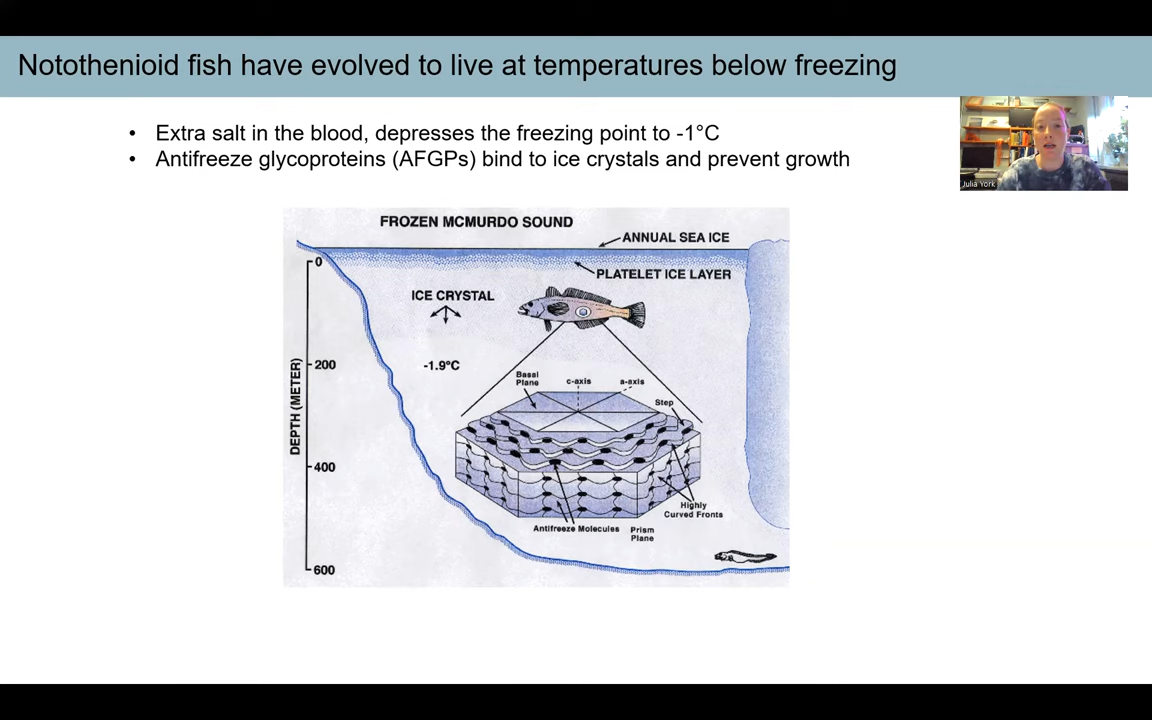 Notothenioid fish have evolved to live at temperatures below freezing
• Extra salt in the blood, depresses the freezing point to -1°C
• Antifreeze glycoproteins (AFGPs) bind to ice crystals and prevent growth
Julia York
FROZEN MCMURDO SOUND
ANNUAL SEA ICE
0
PLATELET ICE LAYER
ICE CRYSTAL
200
-1.9°C
DEPTH (METER)
Basal
Plane
c-axis
a-axis
Step
400
Highly
Curved Fronts
Antifreeze Molecules
Prism
Plane
600